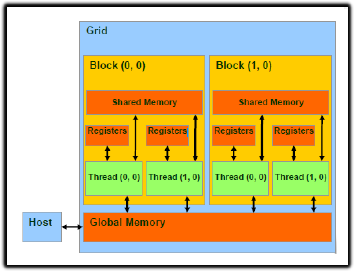 Grid
Block (0, 0)
Block (1, 0)
Shared Memory
Shared Memory
Registers
Registers
Registers
Registers
Thread (0, 0)
Thread (1, 0)
Thread (0, 0)
Thread (1, 0)
Host
Global Memory